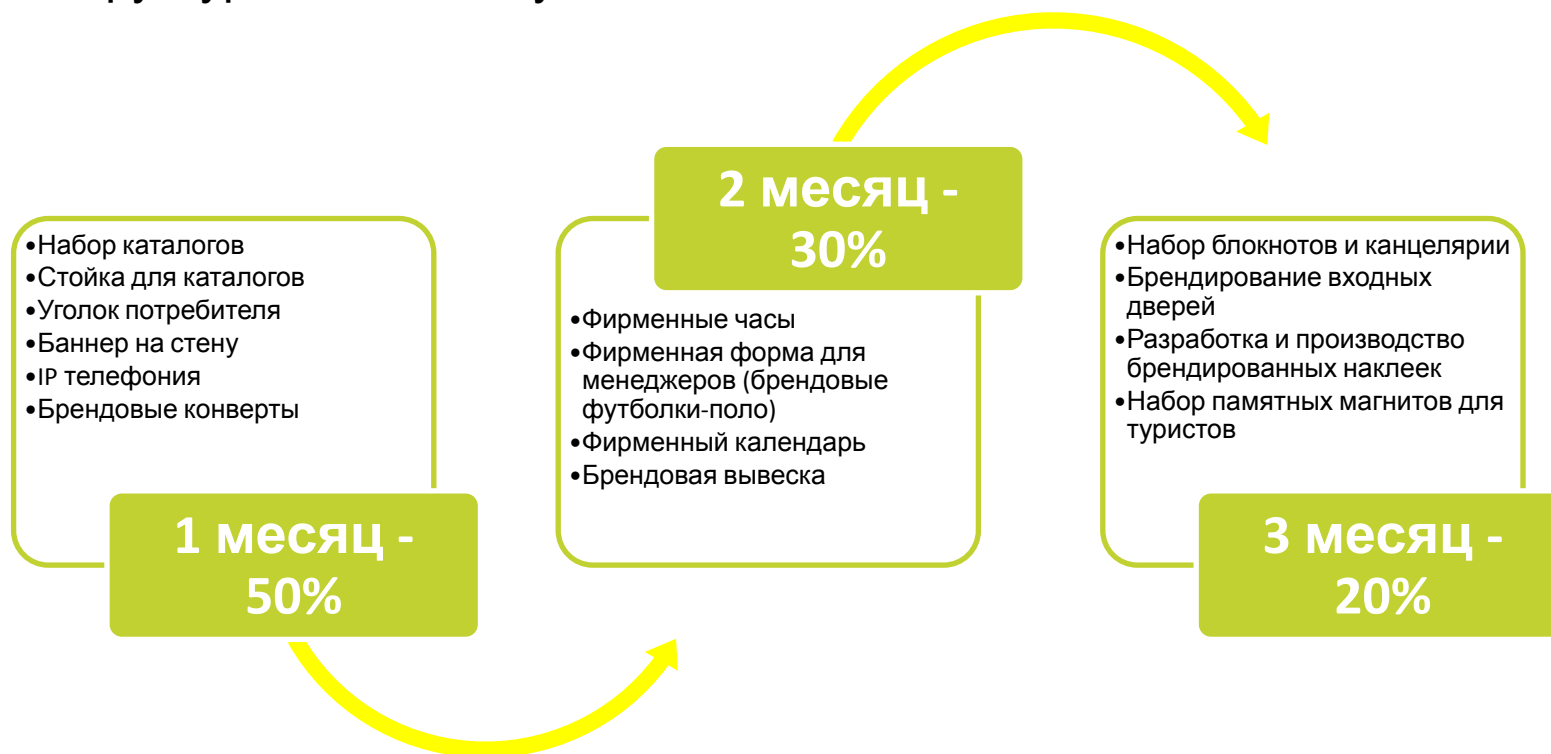 •Набор каталогов
•Стойка для каталогов
•Уголок потребителя
•Баннер на стену
•IP телефония
•Брендовые конверты
1 месяц -
50%
2 месяц -
30%
•Фирменные часы
•Фирменная форма для
менеджеров (брендовые
футболки-поло)
•Фирменный календарь
•Брендовая вывеска
•Набор блокнотов и канцелярии
•Брендирование входных
дверей
•Разработка и производство
брендированных наклеек
•Набор памятных магнитов для
туристов
3 месяц -
20%